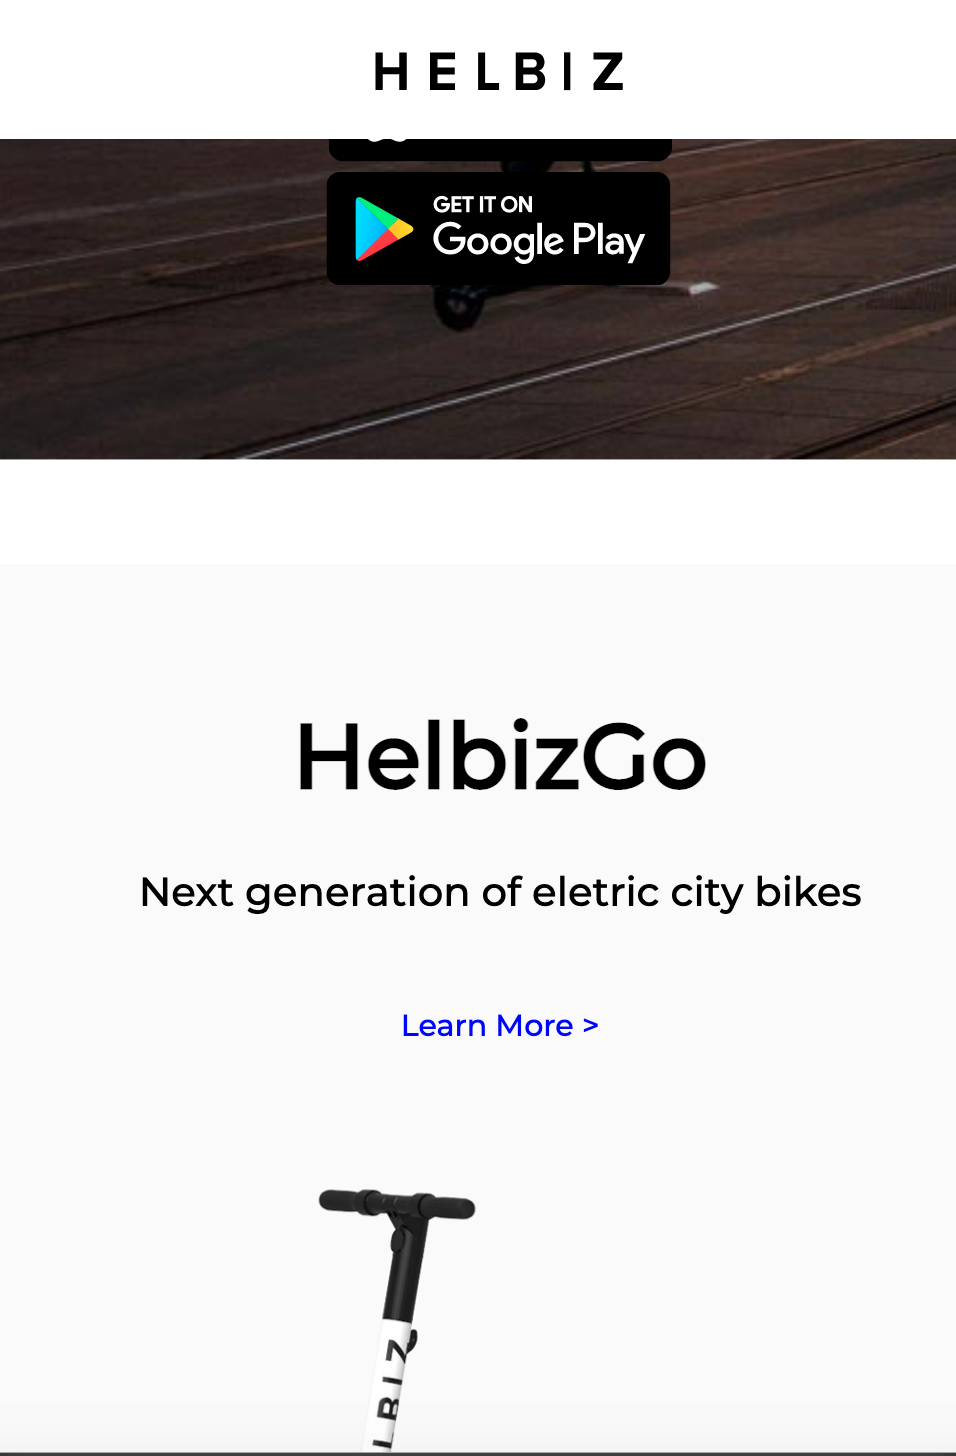 HELBIZ
GET IT ON
Google Play
HelbizGo
Next generation of eletric city bikes
Learn More >
LBIZ